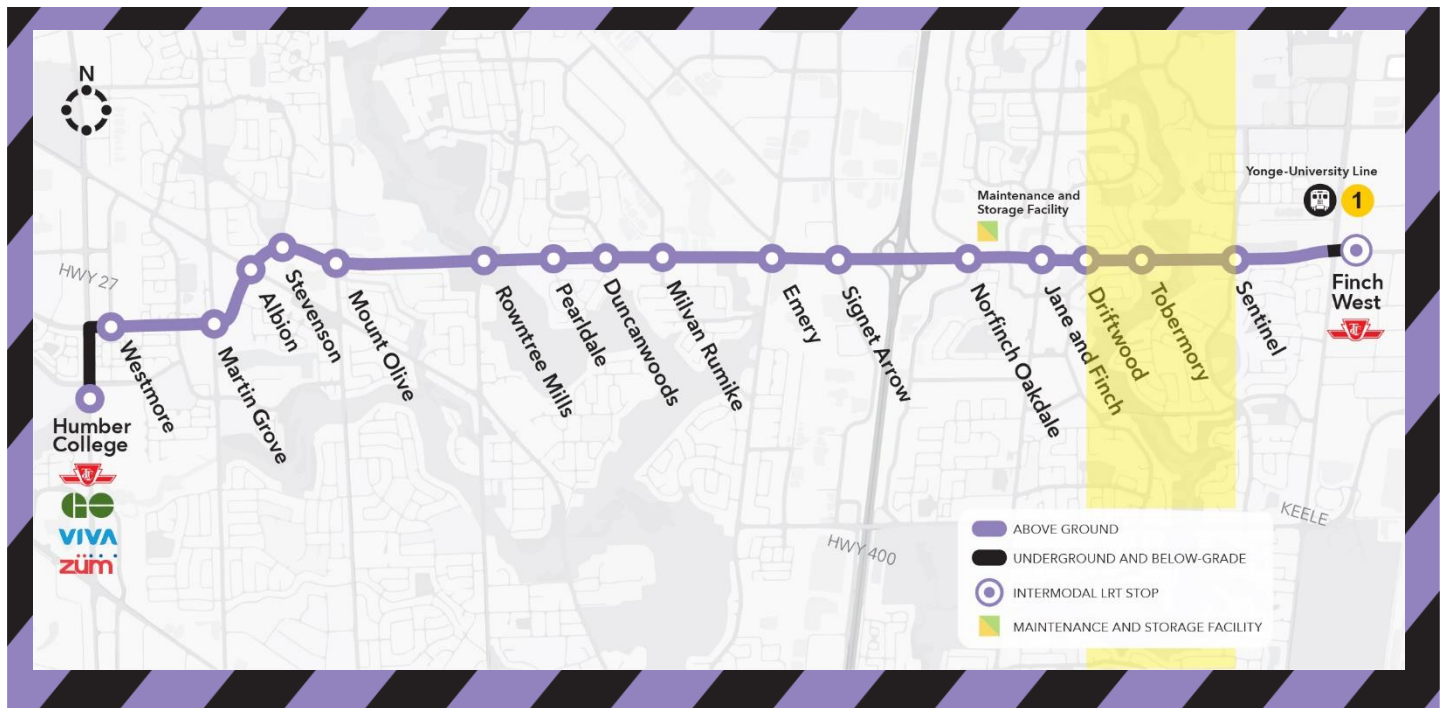 N
Yonge-University Line
1
Maintenance and
Storage Facility
HWY 27
Humber
College
TTC
GO
VIVA
züm
Westmore
Martin Grove
Albion
Stevenson
Mount Olive
Rowntree Mills
Pearldale
Duncanwoods
Milvan Rumike
Emery
Signet Arrow
Norfinch Oakdale
Jane and Finch
Driftwood
Tobermory
Sentinel
Finch
West
TTC
HWY 400
KEELE
ABOVE GROUND
UNDERGROUND AND BELOW-GRADE
INTERMODAL LRT STOP
MAINTENANCE AND STORAGE FACILITY